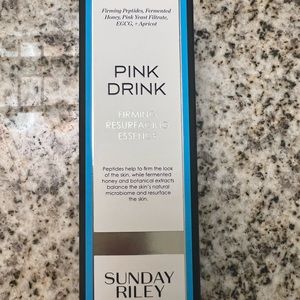 Firming Peptides, Fermented
Honey, Pink Yeast Filtrate,
EGCG, + Apricot
PINK
DRINK
FIRMING
RESURFACING
ESSENCE
Peptides help to firm the look
of the skin, while fermented
honey and botanical extracts
balance the skin's natural
microbiome and resurface
the skin.
SUNDAY
RILEY